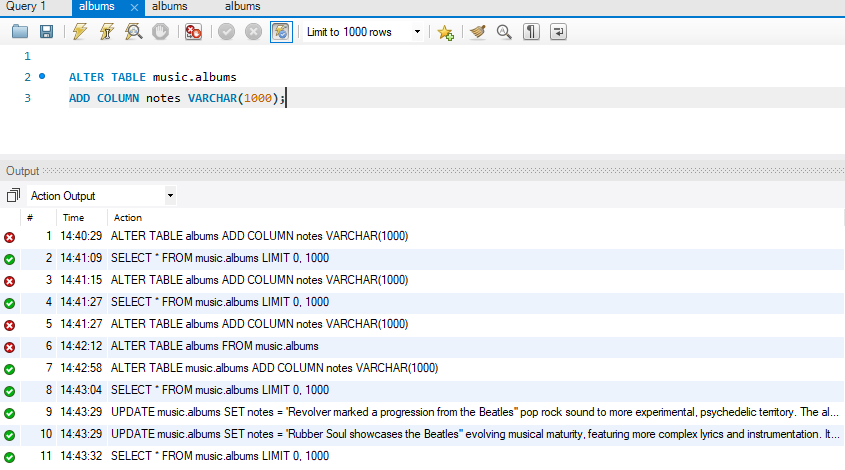 Query 1 albums × albums albums
Limit to 1000 rows
1
2 ALTER TABLE music.albums
3 ADD COLUMN notes VARCHAR(1000);
Output
Action Output
# Time Action
1 14:40:29 ALTER TABLE albums ADD COLUMN notes VARCHAR(1000)
2 14:41:09 SELECT * FROM music.albums LIMIT 0, 1000
3 14:41:15 ALTER TABLE albums ADD COLUMN notes VARCHAR(1000)
4 14:41:27 SELECT * FROM music.albums LIMIT 0, 1000
5 14:41:27 ALTER TABLE albums ADD COLUMN notes VARCHAR(1000)
6 14:42:12 ALTER TABLE albums FROM music.albums
7 14:42:58 ALTER TABLE music.albums ADD COLUMN notes VARCHAR(1000)
8 14:43:04 SELECT * FROM music.albums LIMIT 0, 1000
9 14:43:29 UPDATE music.albums SET notes = 'Revolver marked a progression from the Beatles'' pop rock sound to more experimental, psychedelic territory. The al...
10 14:43:29 UPDATE music.albums SET notes = 'Rubber Soul showcases the Beatles'' evolving musical maturity, featuring more complex lyrics and instrumentation. It...
11 14:43:32 SELECT * FROM music.albums LIMIT 0, 1000